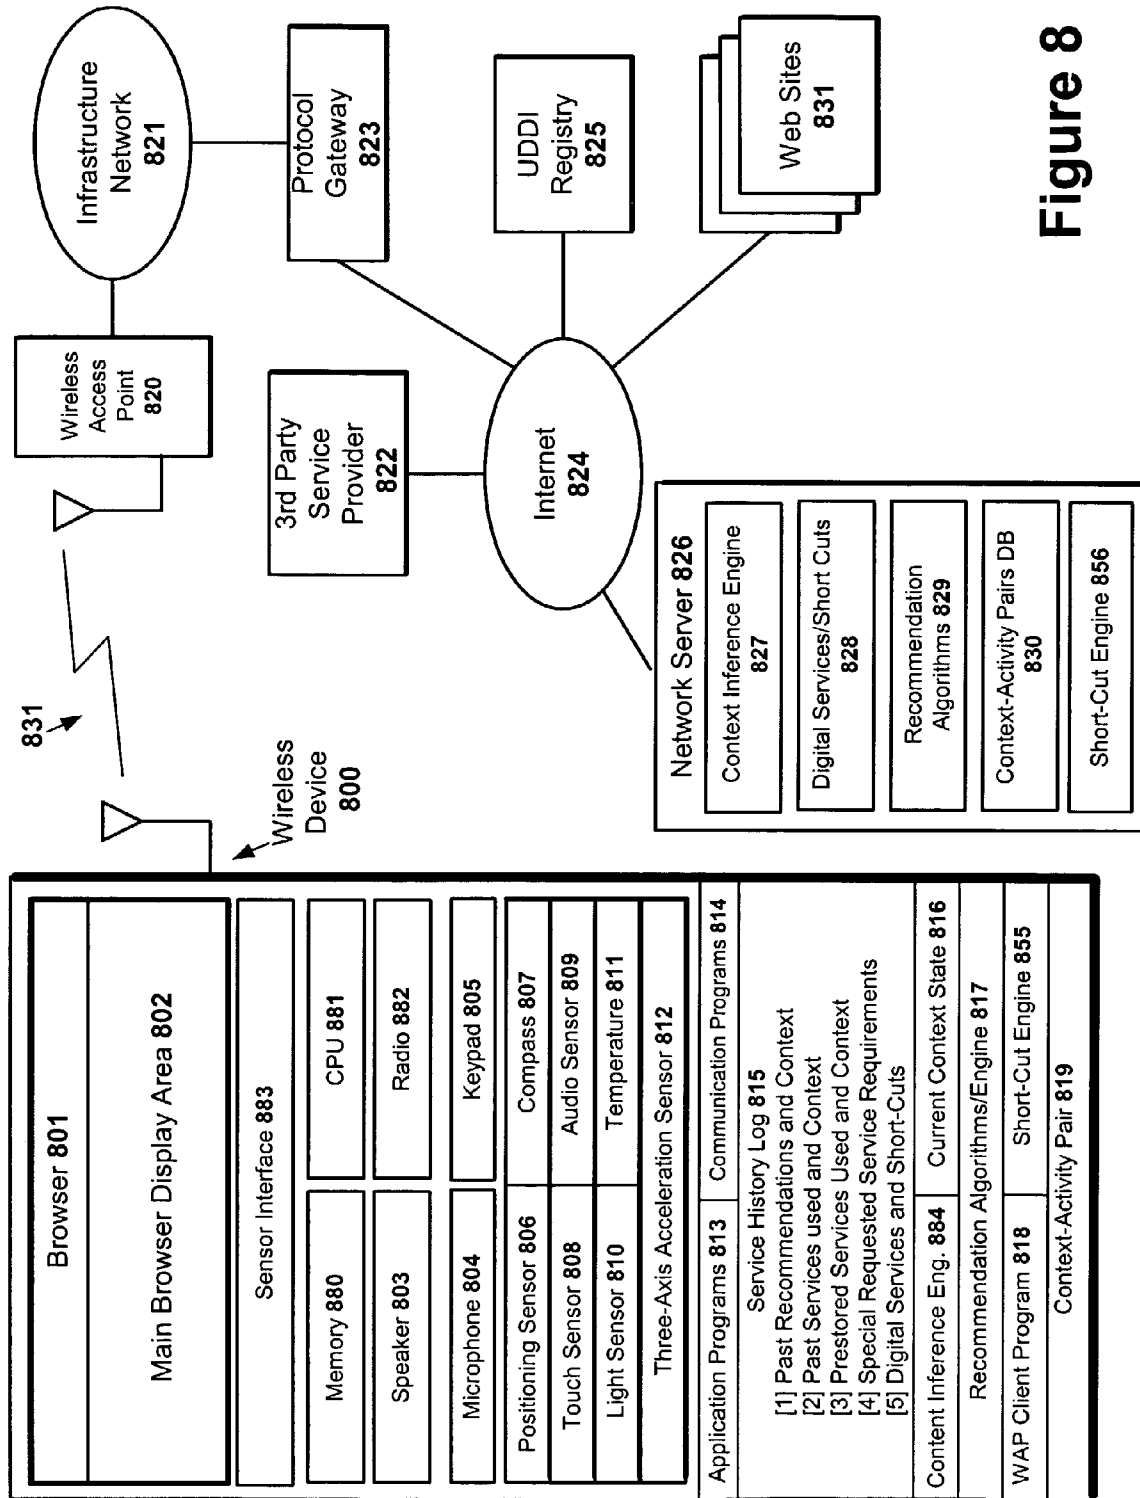 Browser 801
Main Browser Display Area 802
Sensor Interface 883
Memory 880
CPU 881
Speaker 803
Radio 882
Microphone 804
Keypad 805
Positioning Sensor 806
Compass 807
Touch Sensor 808
Audio Sensor 809
Light Sensor 810
Temperature 811
Three-Axis Acceleration Sensor 812
Application Programs 813
Communication Programs 814
Service History Log 815
[1] Past Recommendations and Context
[2] Past Services used and Context
[3] Prestored Services Used and Context
[4] Special Requested Service Requirements
[5] Digital Services and Short-Cuts
Content Inference Eng. 884
Current Context State 816
Recommendation Algorithms/Engine 817
WAP Client Program 818
Short-Cut Engine 855
Context-Activity Pair 819
Wireless
Device
800
831
Wireless
Access
Point
820
Infrastructure
Network
821
3rd Party
Service
Provider
822
Protocol
Gateway
823
Internet
824
UDDI
Registry
825
Web Sites
831
Network Server 826
Context Inference Engine
827
Digital Services/Short Cuts
828
Recommendation
Algorithms 829
Context-Activity Pairs DB
830
Short-Cut Engine 856
Figure 8